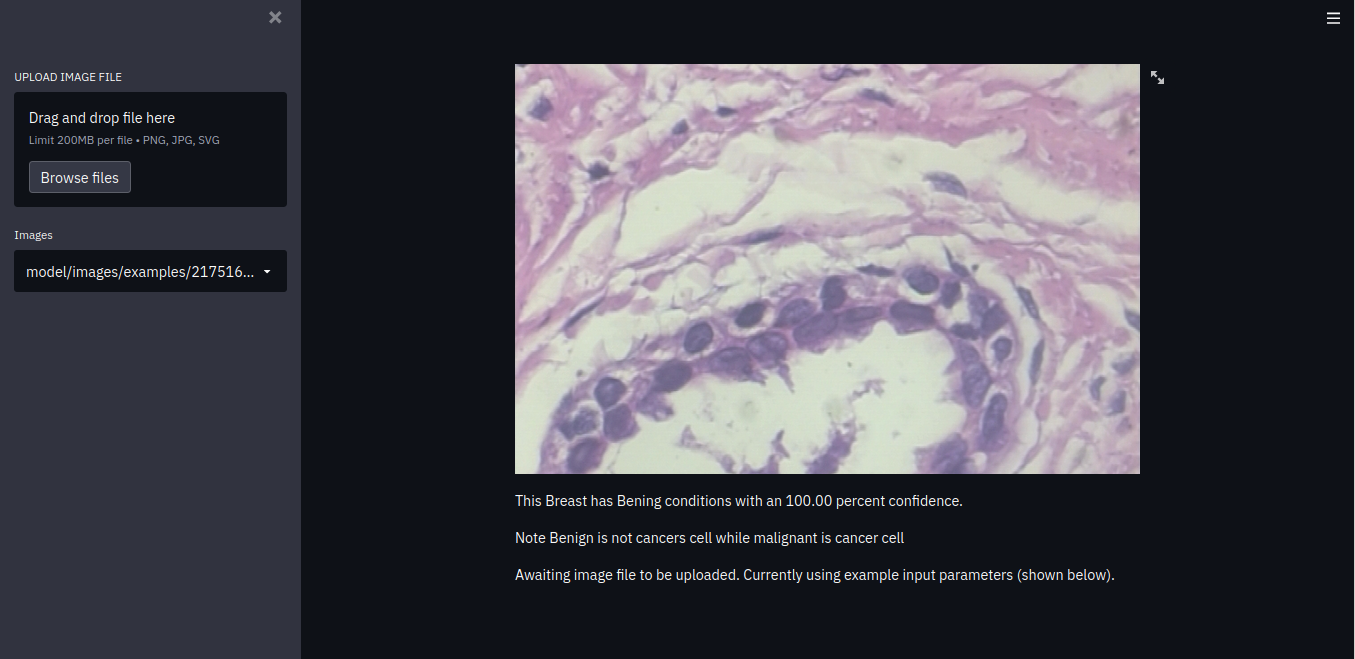 UPLOAD IMAGE FILE
Drag and drop file here
Limit 200MB per file • PNG, JPG, SVG
Browse files
Images
model/images/examples/217516...
This Breast has Bening conditions with an 100.00 percent confidence.
Note Benign is not cancers cell while malignant is cancer cell
Awaiting image file to be uploaded. Currently using example input parameters (shown below).